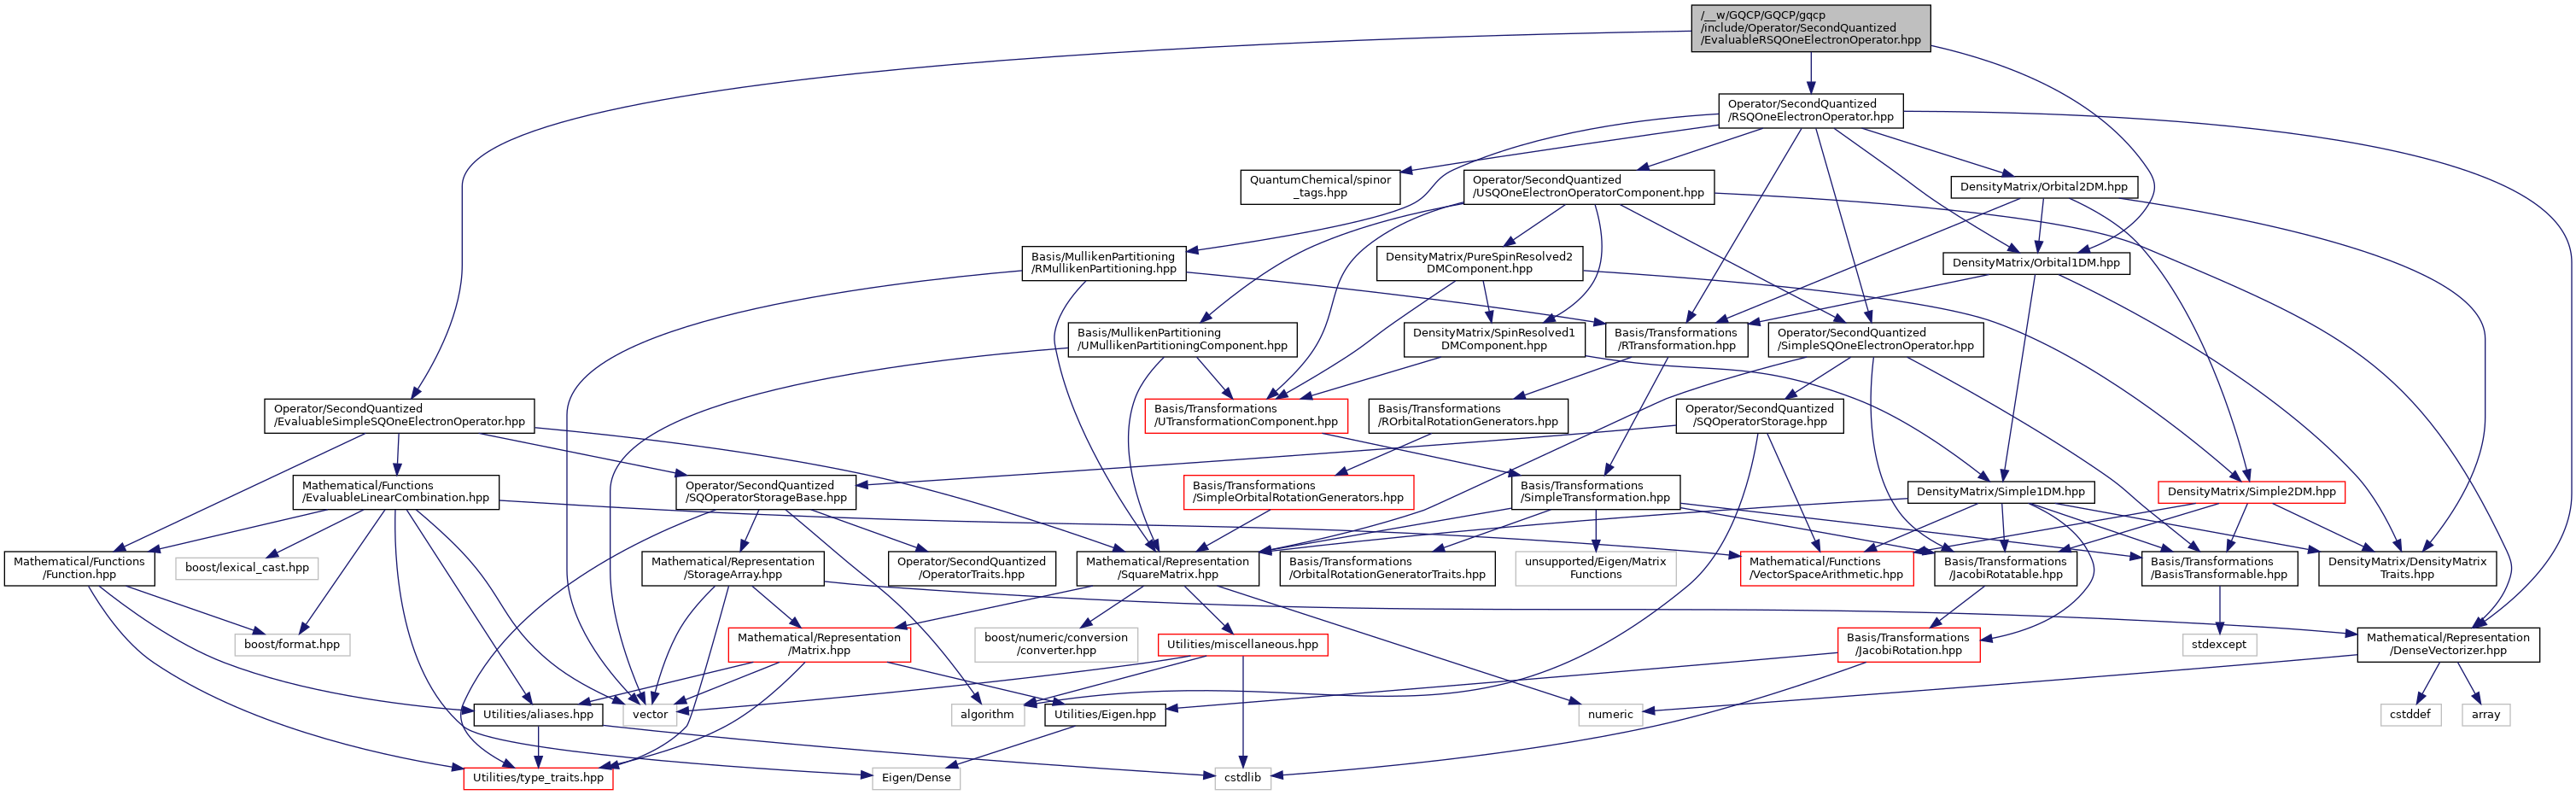 /__w/GQCP/GQCP/gqcp
/include/Operator/SecondQuantized
/EvaluableRSQOneElectronOperator.hpp
Operator/SecondQuantized
/RSQOneElectronOperator.hpp
QuantumChemical/spinor
_tags.hpp
Operator/SecondQuantized
/USQOneElectronOperatorComponent.hpp
DensityMatrix/Orbital2DM.hpp
Basis/MullikenPartitioning
/RMullikenPartitioning.hpp
DensityMatrix/PureSpinResolved2
DMComponent.hpp
DensityMatrix/Orbital1DM.hpp
Basis/MullikenPartitioning
/UMullikenPartitioningComponent.hpp
DensityMatrix/SpinResolved1
DMComponent.hpp
Basis/Transformations
/RTransformation.hpp
Operator/SecondQuantized
/SimpleSQOneElectronOperator.hpp
Operator/SecondQuantized
/EvaluableSimpleSQOneElectronOperator.hpp
Basis/Transformations
/UTransformationComponent.hpp
Basis/Transformations
/ROrbitalRotationGenerators.hpp
Operator/SecondQuantized
/SQOperatorStorage.hpp
Mathematical/Functions
/EvaluableLinearCombination.hpp
Operator/SecondQuantized
/SQOperatorStorageBase.hpp
Basis/Transformations
/SimpleOrbitalRotationGenerators.hpp
Basis/Transformations
/SimpleTransformation.hpp
DensityMatrix/Simple1DM.hpp
DensityMatrix/Simple2DM.hpp
Mathematical/Functions
/Function.hpp
boost/lexical_cast.hpp
Mathematical/Representation
/StorageArray.hpp
Operator/SecondQuantized
/OperatorTraits.hpp
Mathematical/Representation
/SquareMatrix.hpp
Basis/Transformations
/OrbitalRotationGeneratorTraits.hpp
unsupported/Eigen/Matrix
Functions
Mathematical/Functions
/VectorSpaceArithmetic.hpp
Basis/Transformations
/JacobiRotatable.hpp
Basis/Transformations
/BasisTransformable.hpp
DensityMatrix/DensityMatrix
Traits.hpp
boost/format.hpp
Mathematical/Representation
/Matrix.hpp
boost/numeric/conversion
/converter.hpp
Utilities/miscellaneous.hpp
Basis/Transformations
/JacobiRotation.hpp
stdexcept
Mathematical/Representation
/DenseVectorizer.hpp
Utilities/aliases.hpp
vector
algorithm
Utilities/Eigen.hpp
numeric
cstddef
array
Utilities/type_traits.hpp
Eigen/Dense
cstdlib